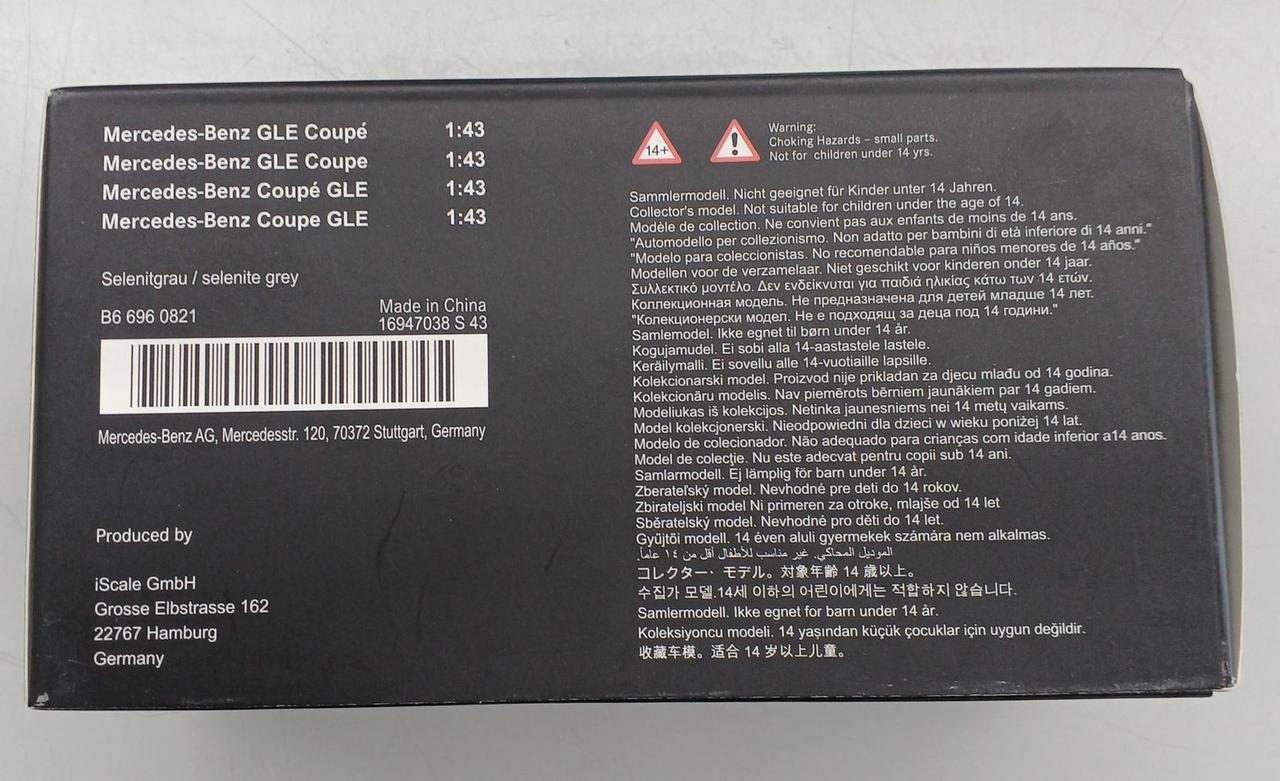 Mercedes-Benz GLE Coupé 1:43
Mercedes-Benz GLE Coupe 1:43
Mercedes-Benz Coupé GLE 1:43
Mercedes-Benz Coupe GLE 1:43
Selenitgrau / selenite grey
Made in China
B6 696 0821
16947038 S 43
Mercedes-Benz AG, Mercedesstr. 120, 70372 Stuttgart, Germany
Produced by
iScale GmbH
Grosse Elbstrasse 162
22767 Hamburg
Germany
14+
!
Warning:
Choking Hazards – small parts.
Not for children under 14 yrs.
Sammlermodell. Nicht geeignet für Kinder unter 14 Jahren.
Collector's model. Not suitable for children under the age of 14.
Modèle de collection. Ne convient pas aux enfants de moins de 14 ans.
"Automodello per collezionismo. Non adatto per bambini di età inferiore di 14 anni."
"Modelo para coleccionistas. No recomendable para niños menores de 14 años."
Modellen voor de verzamelaar. Niet geschikt voor kinderen onder 14 jaar.
Συλλεκτικό μοντέλο. Δεν ενδείκνυται για παιδιά ηλικίας κάτω των 14 ετών.
Коллекционная модель. Не предназначена для детей младше 14 лет.
"Колекционерски модел. Не е подходящ за деца под 14 години."
Samlemodel. Ikke egnet til børn under 14 år.
Kogujamudel. Ei sobi alla 14-aastastele lastele.
Keräilymalli. Ei sovellu alle 14-vuotiaille lapsille.
Kolekcionarski model. Proizvod nije prikladan za djecu mlađu od 14 godina.
Kolekcionāru modelis. Nav piemērots bērniem jaunākiem par 14 gadiem.
Modeliukas iš kolekcijos. Netinka jaunesniems nei 14 metų vaikams.
Model kolekcjonerski. Nieodpowiedni dla dzieci w wieku poniżej 14 lat.
Modelo de colecionador. Não adequado para crianças com idade inferior a14 anos.
Model de colecţie. Nu este adecvat pentru copii sub 14 ani.
Samlarmodell. Ej lämplig för barn under 14 år.
Zberateľský model. Nevhodné pre deti do 14 rokov.
Zbirateljski model Ni primeren za otroke, mlajše od 14 let
Sběratelský model. Nevhodné pro děti do 14 let.
Gyűjtői modell. 14 éven aluli gyermekek számára nem alkalmas.
الموديل المحاكي. غير مناسب للأطفال أقل من ١٤ عاماً.
コレクター・モデル。対象年齢 14 歳以上。
수집가 모델.14세 이하의 어린이에게는 적합하지 않습니다.
Samlermodell. Ikke egnet for barn under 14 år.
Koleksiyoncu modeli. 14 yaşından küçük çocuklar için uygun değildir.
收藏车模。适合 14 岁以上儿童。